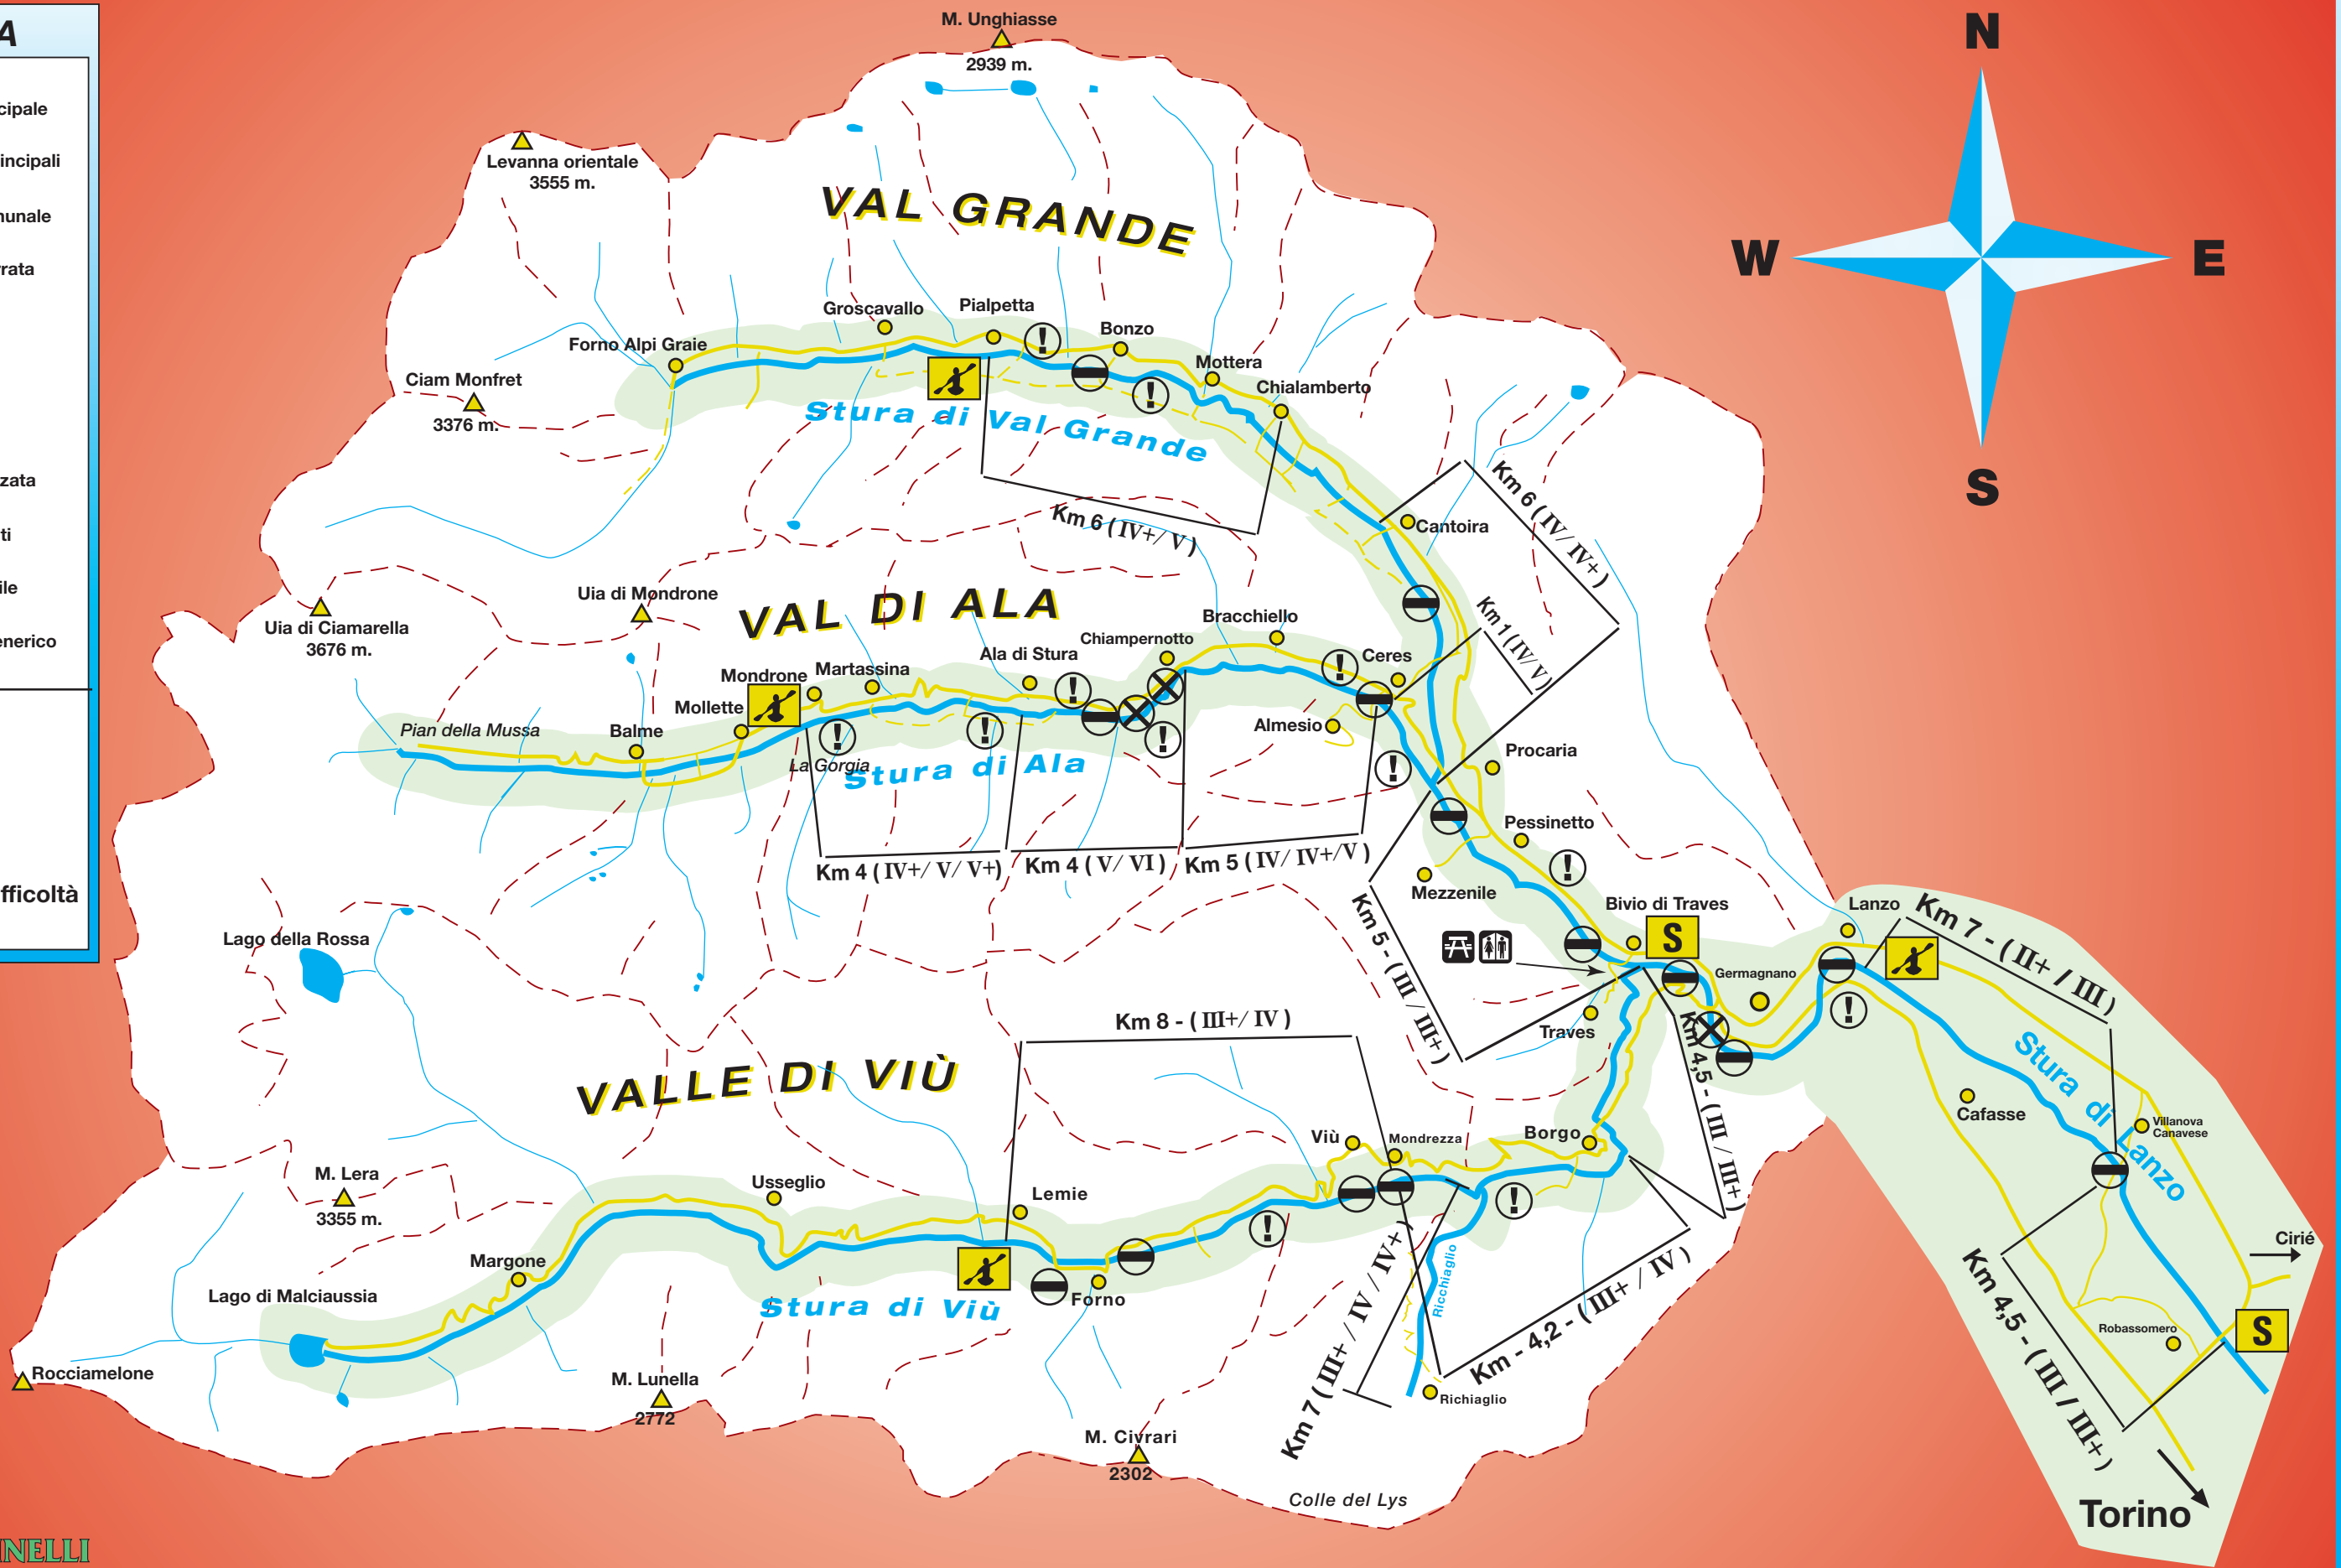 M. Unghiasse
2939 m.
N
W
E
S
Levanna orientale
3555 m.
VAL GRANDE
Groscavallo
Pialpetta
Bonzo
Forno Alpi Graie
Mottera
Chialamberto
Ciam Monfret
3376 m.
Stura di Val Grande
Km 6 ( IV+/ V )
Km 6 ( IV/ IV+ )
Cantoira
Km 1 ( IV/ V)
Uia di Mondrone
VAL DI ALA
Uia di Ciamarella
3676 m.
Bracchiello
Chiampernotto
Ala di Stura
Ceres
Martassina
Mondrone
Mollette
Almesio
Pian della Mussa
Balme
La Gorgia
Stura di Ala
Procaria
Pessinetto
Km 4 ( IV+/ V/ V+)
Km 4 ( V/ VI )
Km 5 ( IV/ IV+/V )
Mezzenile
Bivio di Traves
S
Lanzo
Km 7 - ( II+ / III )
Km 5 - ( III / III+ )
Lago della Rossa
Germagnano
Traves
Km 4,5 - ( III / III+ )
Km 8 - ( III+/ IV )
VALLE DI VIÙ
Stura di Lanzo
Cafasse
Villanova
Canavese
Viù
Mondrezza
Borgo
M. Lera
3355 m.
Usseglio
Lemie
Margone
Forno
Cirié
Lago di Malciaussia
Stura di Viù
Ricchiaglio
Km 7 ( III+ / IV / IV+ )
Km - 4,2 - ( III+ / IV )
Km 4,5 - ( III / III+ )
Robassomero
S
Rocciamelone
M. Lunella
2772
Richiaglio
M. Civrari
2302
Colle del Lys
Torino
A
cipale
incipali
rata
zata
ti
enerico
fficoltà
NELLI